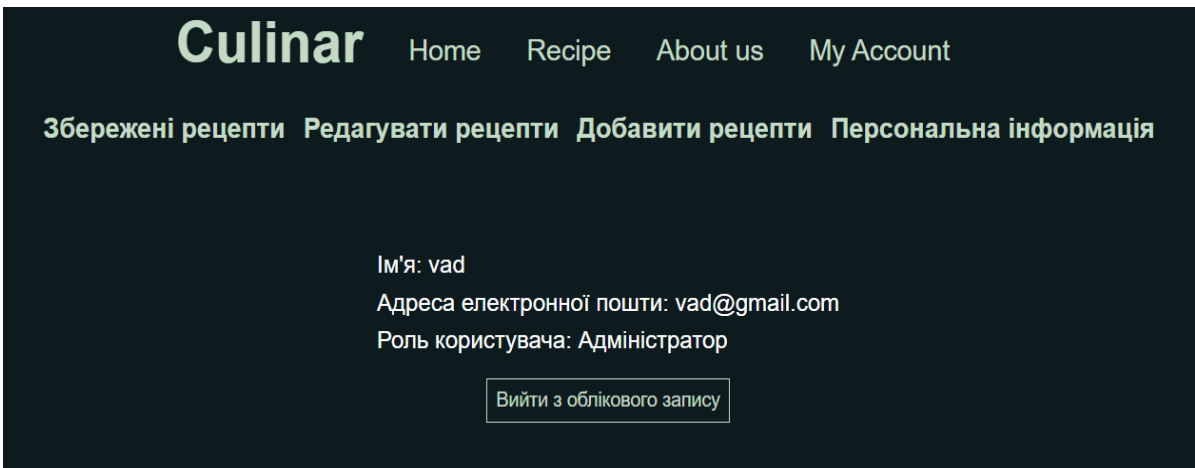 Culinar Home Recipe About us My Account
Збережені рецепти Редагувати рецепти Добавити рецепти Персональна інформація
Ім'я: vad
Адреса електронної пошти: vad@gmail.com
Роль користувача: Адміністратор
Вийти з облікового запису